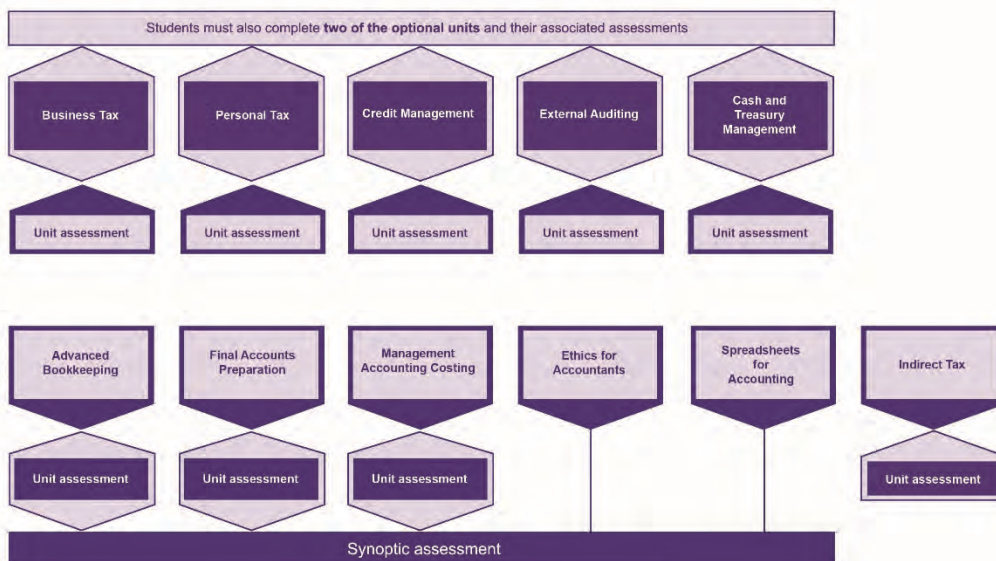 Students must also complete two of the optional units and their associated assessments
Business Tax
Personal Tax
Credit Management
External Auditing
Cash and
Treasury
Management
Unit assessment
Unit assessment
Unit assessment
Unit assessment
Unit assessment
Advanced
Bookkeeping
Final Accounts
Preparation
Management
Accounting Costing
Ethics for
Accountants
Spreadsheets
for
Accounting
Indirect Tax
Unit assessment
Unit assessment
Unit assessment
Unit assessment
Synoptic assessment